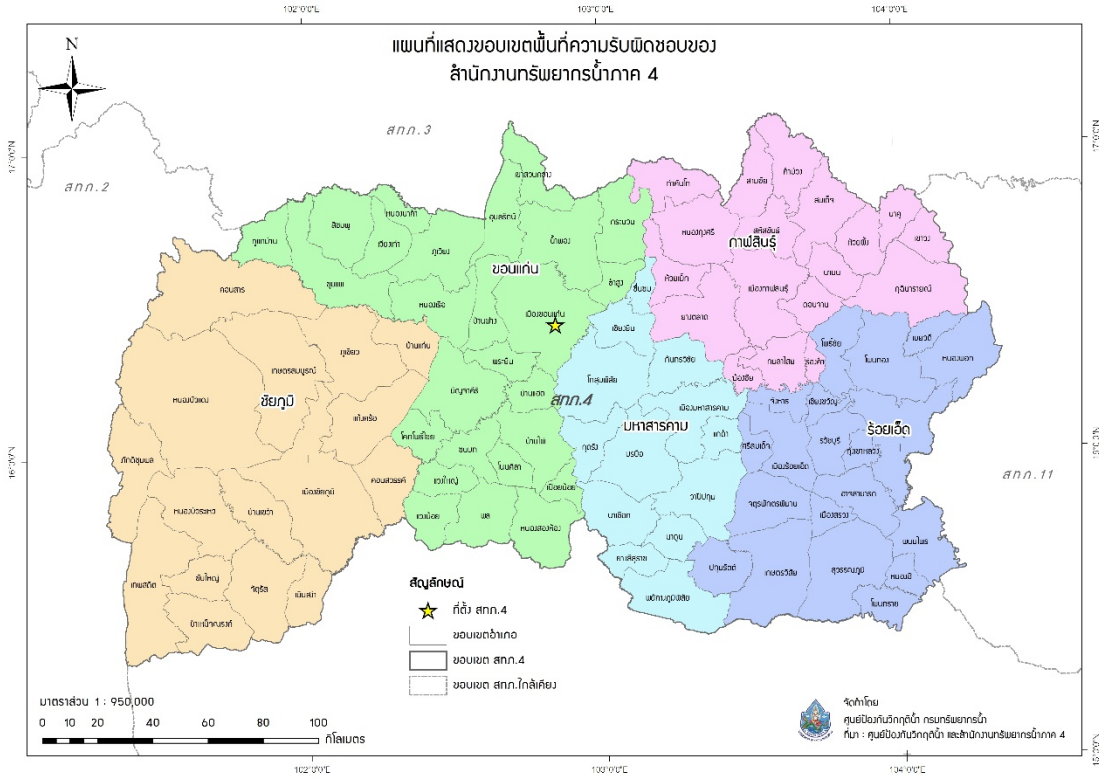 102°0'0"E 103°0'0"E 104°0'0"E
N
แผนที่แสดงขอบเขตพื้นที่ความรับผิดชอบของ
สำนักงานทรัพยากรน้ำภาค 4
สทภ.3
สทภ.2
17°0'0"N 17°0'0"N
เขาสวนกวาง
ท่าคันโท
สามชัย
คำม่วง
สมเด็จ
หนองนาคำ
สีชมพู
อุบลรัตน์
กระนวน
นาคู
เขาวง
ภูผาม่าน
เวียงเก่า
ภูเวียง
น้ำพอง
หนองกุงศรี
สหัสขันธ์
ห้วยผึ้ง
กาฬสินธุ์
ขอนแก่น
ชุมแพ
ซำสูง
ชื่นชม
ห้วยเม็ก
เมืองกาฬสินธุ์
นามน
กุฉินารายณ์
คอนสาร
หนองเรือ
บ้านฝาง
เมืองขอนแก่น
ดอนจาน
ยางตลาด
เชียงยืน
บ้านแก่น
ภูเขียว
โพธิ์ชัย
โพนทอง
เมยวดี
หนองพอก
เกษตรสมบูรณ์
พระยืน
กันทรวิชัย
กมลาไสย
ร่องคำ
ฆ้องชัย
หนองบัวแดง
ชัยภูมิ
มัญจาคีรี
บ้านแฮด
โกสุมพิสัย
สทภ.4
เมืองมหาสารคาม
จังหาร
เชียงขวัญ
แก้งคร้อ
มหาสารคาม
แกดำ
ร้อยเอ็ด
โคกโพธิ์ไชย
ชนบท
บ้านไผ่
กุดรัง
บรบือ
ศรีสมเด็จ
ธวัชบุรี
ทุ่งเขาหลวง
ภักดีชุมพล
โนนศิลา
เมืองร้อยเอ็ด
16°0'0"N
สทภ.11
คอนสวรรค์
แวงใหญ่
เปือยน้อย
เมืองชัยภูมิ
วาปีปทุม
จตุรพักตรพิมาน
อาจสามารถ
หนองบัวระเหว
บ้านเขว้า
แวงน้อย
พล
หนองสองห้อง
นาเชือก
เมืองสรวง
นาดูน
พนมไพร
ยางสีสุราช
ปทุมรัตต์
เกษตรวิสัย
สุวรรณภูมิ
หนองฮี
เทพสถิต
ซับใหญ่
จัตุรัส
เนินสง่า
พยัคฆภูมิพิสัย
โพนทราย
บำเหน็จณรงค์
สัญลักษณ์
ที่ตั้ง สทภ.4
ขอบเขตอำเภอ
ขอบเขต สทภ.4
ขอบเขต สทภ.ใกล้เคียง
มาตราส่วน 1 : 950,000
0 10 20 40 60 80 100
กิโลเมตร
จัดทำโดย
ศูนย์ป้องกันวิกฤติน้ำ กรมทรัพยากรน้ำ
ที่มา : ศูนย์ป้องกันวิกฤติน้ำ และสำนักงานทรัพยากรน้ำภาค 4
102°0'0"E 103°0'0"E 104°0'0"E